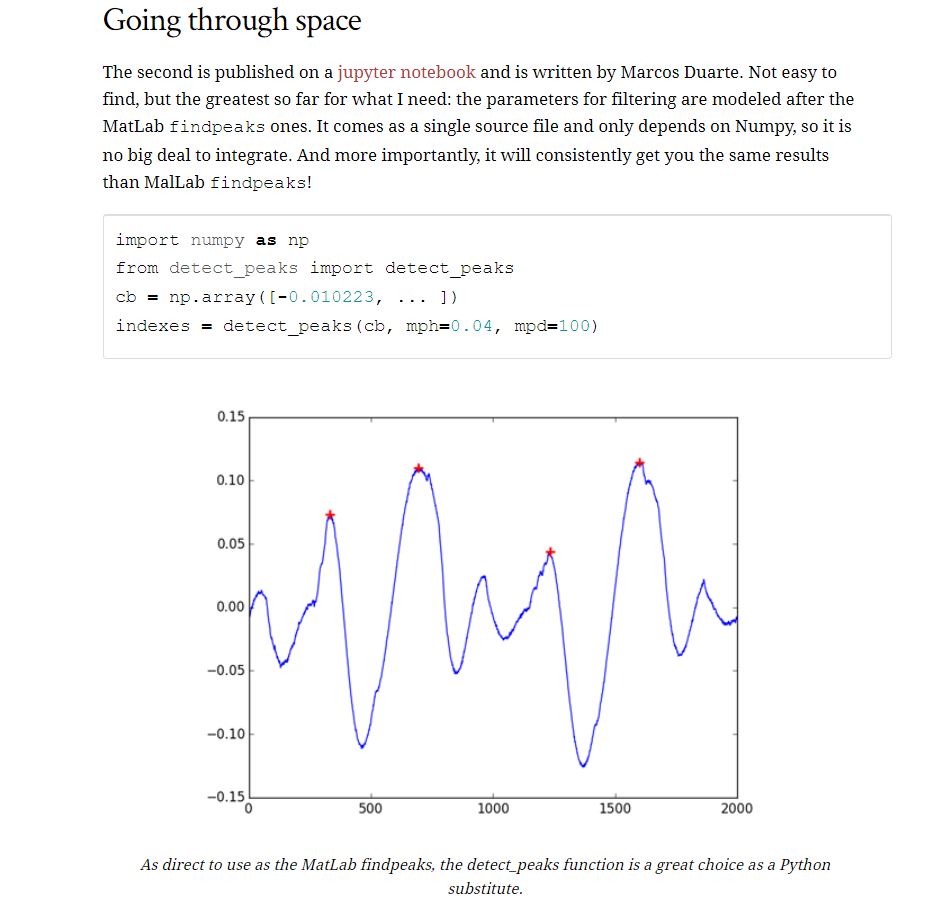 Going through space
The second is published on a jupyter notebook and is written by Marcos Duarte. Not easy to
find, but the greatest so far for what I need: the parameters for filtering are modeled after the
MatLab findpeaks ones. It comes as a single source file and only depends on Numpy, so it is
no big deal to integrate. And more importantly, it will consistently get you the same results
than MalLab findpeaks!
import numpy as np
from detect_peaks import detect_peaks
cb = np.array([-0.010223, ... ])
indexes = detect_peaks(cb, mph=0.04, mpd=100)
0.15
0.10
0.05
0.00
−0.05
−0.10
−0.15
0 500 1000 1500 2000
As direct to use as the MatLab findpeaks, the detect_peaks function is a great choice as a Python
substitute.